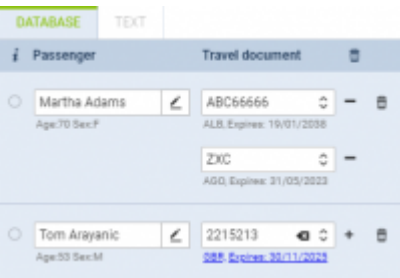 DATABASE TEXT
i Passenger Travel document
Martha Adams ABC66666
Age:70 Sex:F ALB, Expires: 19/01/2038
ZXC
AGO, Expires: 31/05/2023
Tom Arayanic 2215213
Age:53 Sex:M GBR, Expires: 30/11/2025